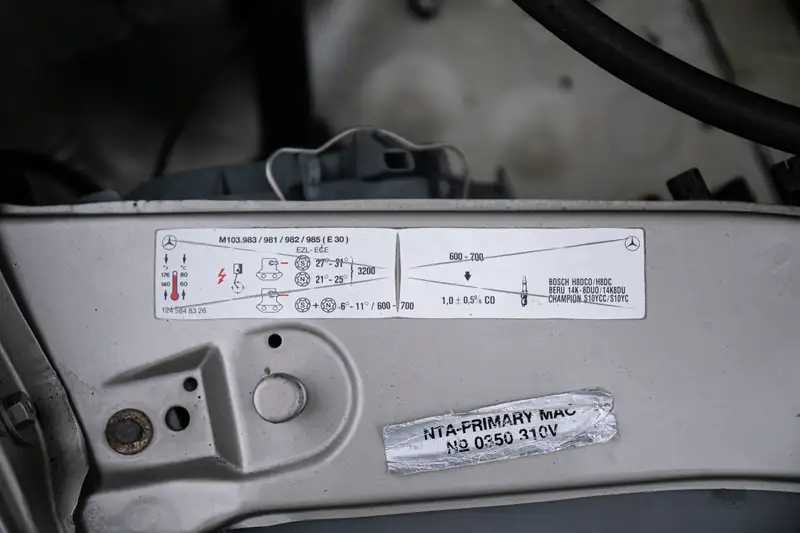 M103.983 / 981 / 982 / 985 ( E 30 )
EZL-ECE
°F °C
176 80
140 60
S 27° - 31°
N 21° - 25°
3200
S + N 6° - 11° / 600 - 700
124 584 83 26
600 - 700
1,0 ± 0,5% CO
BOSCH H8DCO/H8DC
BERU 14K-8DUO/14K8DU
CHAMPION S10YCC/S10YC
NTA-PRIMARY MAC
No 0350 310V